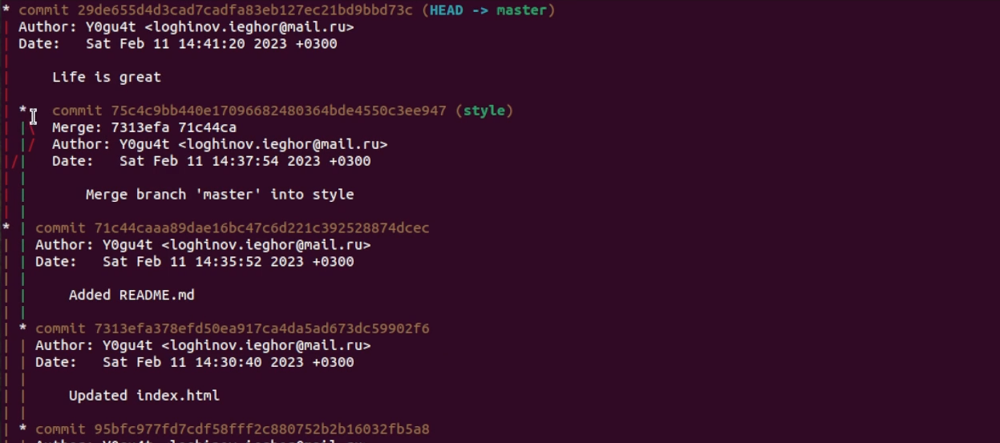 * commit 29de655d4d3cad7cadfa83eb127ec21bd9bbd73c (HEAD -> master)
| Author: Y0gu4t <loghinov.ieghor@mail.ru>
| Date:   Sat Feb 11 14:41:20 2023 +0300
|
|     Life is great
|
| *   commit 75c4c9bb440e17096682480364bde4550c3ee947 (style)
| |\  Merge: 7313efa 71c44ca
| |/  Author: Y0gu4t <loghinov.ieghor@mail.ru>
|/|   Date:   Sat Feb 11 14:37:54 2023 +0300
| |
| |       Merge branch 'master' into style
| |
* | commit 71c44caaa89dae16bc47c6d221c392528874dcec
| | Author: Y0gu4t <loghinov.ieghor@mail.ru>
| | Date:   Sat Feb 11 14:35:52 2023 +0300
| |
| |     Added README.md
| |
| * commit 7313efa378efd50ea917ca4da5ad673dc59902f6
| | Author: Y0gu4t <loghinov.ieghor@mail.ru>
| | Date:   Sat Feb 11 14:30:40 2023 +0300
| |
| |     Updated index.html
| |
| * commit 95bfc977fd7cdf58fff2c880752b2b16032fb5a8